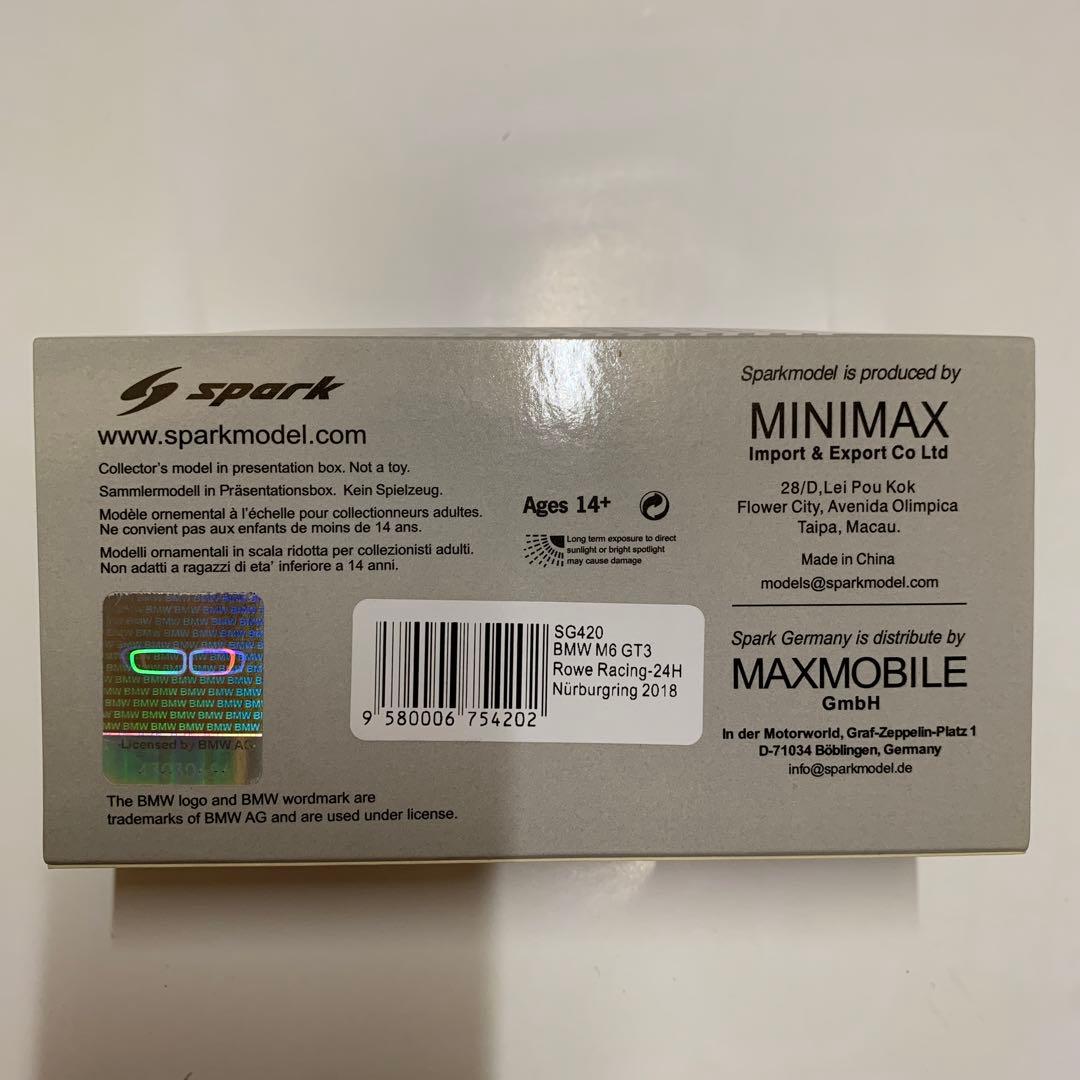 spark
www.sparkmodel.com
Collector's model in presentation box. Not a toy.
Sammlermodell in Präsentationsbox. Kein Spielzeug.
Modèle ornemental à l'échelle pour collectionneurs adultes.
Ne convient pas aux enfants de moins de 14 ans.
Modelli ornamentali in scala ridotta per collezionisti adulti.
Non adatti a ragazzi di eta' inferiore a 14 anni.
Licensed by BMW AG
The BMW logo and BMW wordmark are
trademarks of BMW AG and are used under license.
Ages 14+
Long term exposure to direct
sunlight or bright spotlight
may cause damage
SG420
BMW M6 GT3
Rowe Racing-24H
Nürburgring 2018
9 580006 754202
Sparkmodel is produced by
MINIMAX
Import & Export Co Ltd
28/D,Lei Pou Kok
Flower City, Avenida Olimpica
Taipa, Macau.
Made in China
models@sparkmodel.com
Spark Germany is distribute by
MAXMOBILE
GmbH
In der Motorworld, Graf-Zeppelin-Platz 1
D-71034 Böblingen, Germany
info@sparkmodel.de